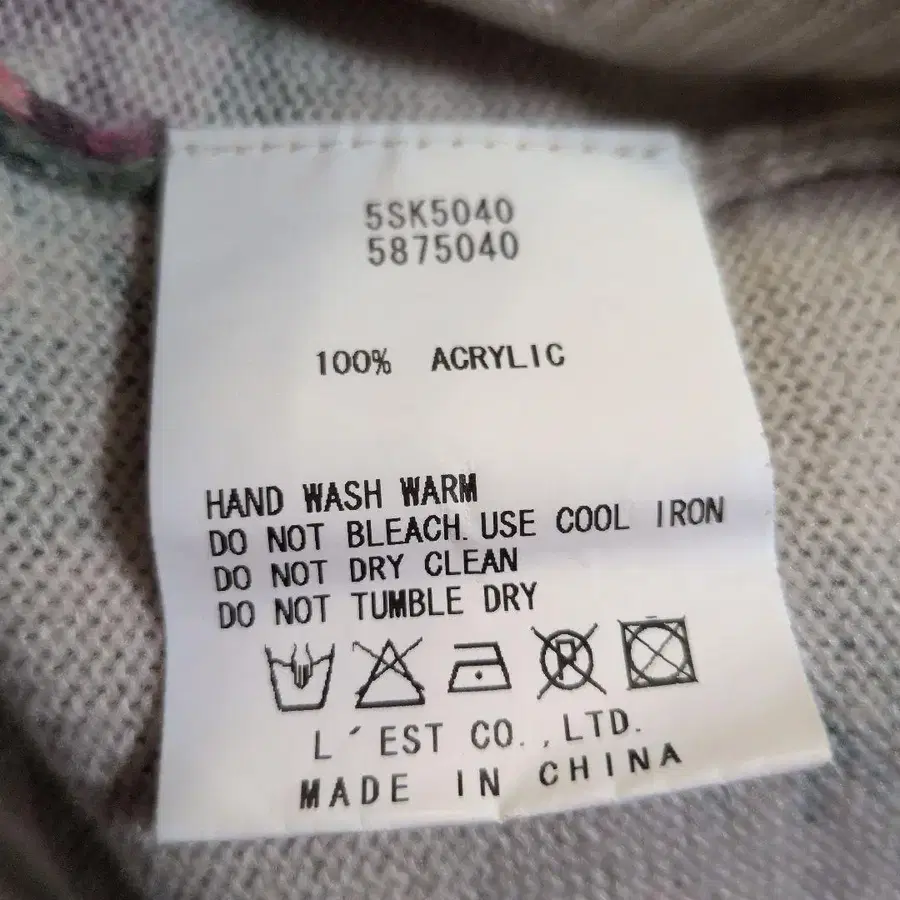 5SK5040
5875040
100% ACRYLIC
HAND WASH WARM
DO NOT BLEACH. USE COOL IRON
DO NOT DRY CLEAN
DO NOT TUMBLE DRY
P
L´EST CO.,LTD.
MADE IN CHINA